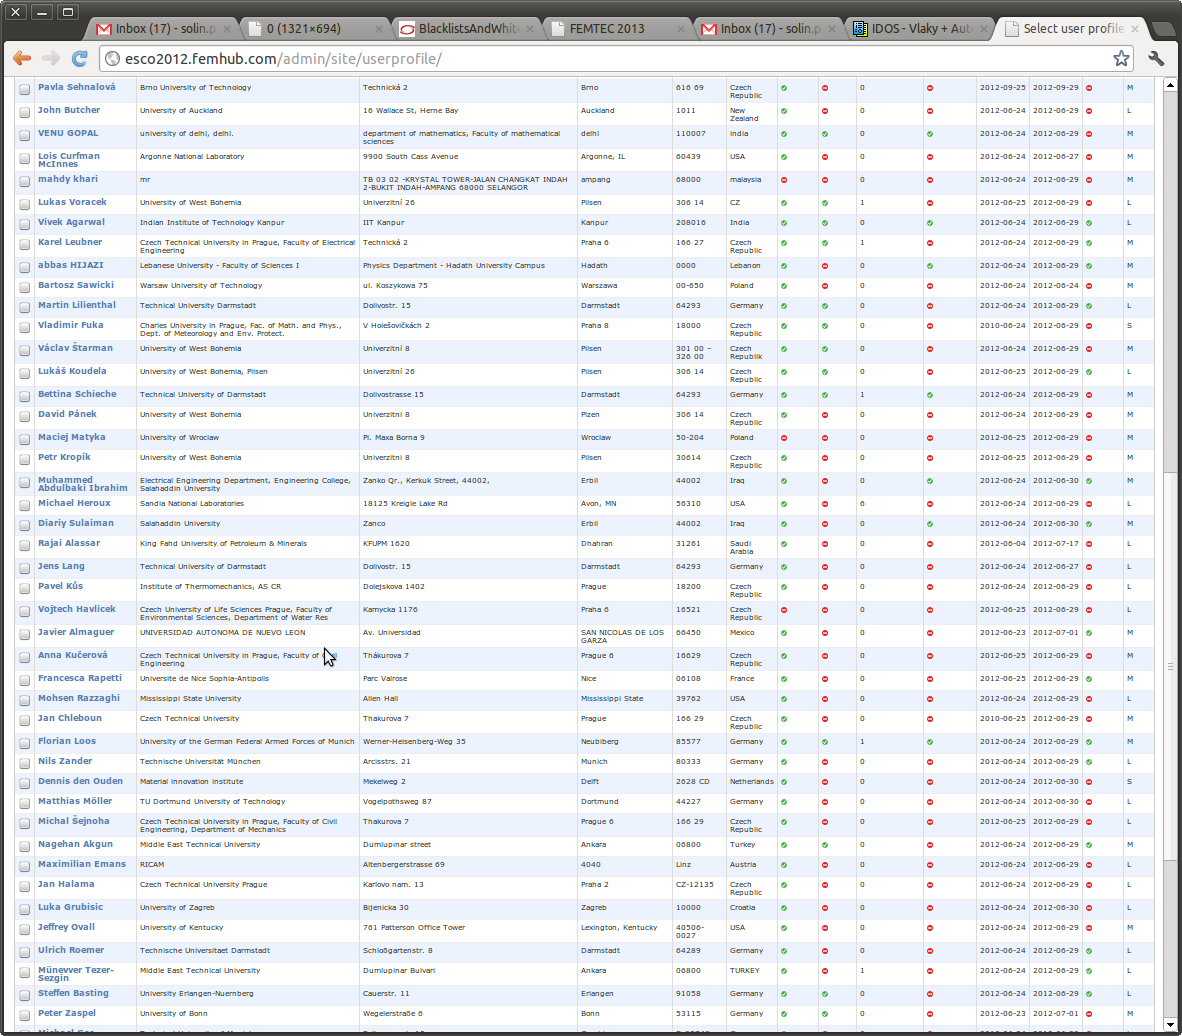 Inbox (17) - solin.p
0 (1321×694)
BlacklistsAndWhite
FEMTEC 2013
Inbox (17) - solin.p
IDOS - Vlaky + Aut
Select user profile
esco2012.femhub.com/admin/site/userprofile/
Pavla Sehnalová Brno University of Technology Technická 2 Brno 616 69 Czech Republic 0 2012-09-25 2012-09-29 M
John Butcher University of Auckland 16 Wallace St, Herne Bay Auckland 1011 New Zealand 0 2012-06-24 2012-06-29 L
VENU GOPAL university of delhi, delhi. department of mathematics, Faculty of mathematical sciences delhi 110007 india 0 2012-06-24 2012-06-29 M
Lois Curfman McInnes Argonne National Laboratory 9900 South Cass Avenue Argonne, IL 60439 USA 0 2012-06-24 2012-06-27 M
mahdy khari mr TB 03 02 -KRYSTAL TOWER-JALAN CHANGKAT INDAH 2-BUKIT INDAH-AMPANG 68000 SELANGOR ampang 68000 malaysia 0 2012-06-24 2012-06-29 M
Lukas Voracek University of West Bohemia Univerzitní 26 Pilsen 306 14 CZ 1 2012-06-25 2012-06-29 L
Vivek Agarwal Indian Institute of Technology Kanpur IIT Kanpur Kanpur 208016 India 0 2012-06-24 2012-06-29 L
Karel Leubner Czech Technical University in Prague, Faculty of Electrical Engineering Technická 2 Praha 6 166 27 Czech Republic 1 2012-06-24 2012-06-29 M
abbas HIJAZI Lebanese University - Faculty of Sciences I Physics Department - Hadath University Campus Hadath 0000 Lebanon 0 2012-06-24 2012-06-29 M
Bartosz Sawicki Warsaw University of Technology ul. Koszykowa 75 Warszawa 00-650 Poland 0 2012-06-24 2012-06-24 M
Martin Lilienthal Technical University Darmstadt Dolivostr. 15 Darmstadt 64293 Germany 0 2012-06-24 2012-06-29 L
Vladimir Fuka Charles University in Prague, Fac. of Math. and Phys., Dept. of Meteorology and Env. Protect. V Holešovičkách 2 Praha 8 18000 Czech Republic 0 2010-06-24 2012-06-29 S
Václav Štarman University of West Bohemia Univerzitní 8 Pilsen 301 00 – 326 00 Czech Republik 0 2012-06-24 2012-06-29 M
Lukáš Koudela University of West Bohemia, Pilsen Univerzitní 26 Pilsen 306 14 Czech Republic 0 2012-06-25 2012-06-29 L
Bettina Schieche Technical University of Darmstadt Dolivostrasse 15 Darmstadt 64293 Germany 1 2012-06-24 2012-06-29 M
David Pánek University of West Bohemia Univerzitni 8 Plzen 306 14 Czech Republic 0 2012-06-24 2012-06-29 M
Maciej Matyka University of Wroclaw Pl. Maxa Borna 9 Wroclaw 50-204 Poland 0 2012-06-25 2012-06-29 M
Petr Kropík University of West Bohemia Univerzitni 8 Pilsen 30614 Czech Republic 0 2012-06-25 2012-06-29 M
Muhammed Abdulbaki Ibrahim Electrical Engineering Department, Engineering College, Salahaddin University Zanko Qr., Kerkuk Street, 44002, Erbil 44002 Iraq 0 2012-06-24 2012-06-30 M
Michael Heroux Sandia National Laboratories 18125 Kreigle Lake Rd Avon, MN 56310 USA 6 2012-06-24 2012-06-29 L
Diariy Sulaiman Salahaddin University Zanco Erbil 44002 Iraq 0 2012-06-24 2012-06-30 M
Rajai Alassar King Fahd University of Petroleum & Minerals KFUPM 1620 Dhahran 31261 Saudi Arabia 0 2012-06-04 2012-07-17 L
Jens Lang Technical University of Darmstadt Dolivostr. 15 Darmstadt 64293 Germany 0 2012-06-24 2012-06-27 L
Pavel Kůs Institute of Thermomechanics, AS CR Dolejskova 1402 Prague 18200 Czech Republic 0 2012-06-24 2012-06-29 L
Vojtech Havlicek Czech University of Life Sciences Prague, Faculty of Environmental Sciences, Department of Water Res Kamycka 1176 Praha 6 16521 Czech Republic 0 2012-06-25 2012-06-29 L
Javier Almaguer UNIVERSIDAD AUTONOMA DE NUEVO LEON Av. Universidad SAN NICOLAS DE LOS GARZA 66450 Mexico 0 2012-06-23 2012-07-01 M
Anna Kučerová Czech Technical University in Prague, Faculty of Engineering Thákurova 7 Prague 6 16629 Czech Republic 0 2012-06-25 2012-06-29 M
Francesca Rapetti Universite de Nice Sophia-Antipolis Parc Valrose Nice 06108 France 0 2012-06-25 2012-06-29 M
Mohsen Razzaghi Mississippi State University Allen Hall Mississippi State 39762 USA 0 2012-06-24 2012-06-29 L
Jan Chleboun Czech Technical University Thakurova 7 Prague 166 29 Czech Republic 0 2010-06-25 2012-06-29 M
Florian Loos University of the German Federal Armed Forces of Munich Werner-Heisenberg-Weg 35 Neubiberg 85577 Germany 1 2012-06-24 2012-06-29 M
Nils Zander Technische Universität München Arcisstrs. 21 Munich 80333 Germany 0 2012-06-24 2012-06-29 L
Dennis den Ouden Material innovation institute Mekelweg 2 Delft 2628 CD Netherlands 0 2012-06-24 2012-06-30 S
Matthias Möller TU Dortmund University of Technology Vogelpothsweg 87 Dortmund 44227 Germany 0 2012-06-24 2012-06-30 L
Michal Šejnoha Czech Technical University in Prague, Faculty of Civil Engineering, Department of Mechanics Thakurova 7 Prague 6 166 29 Czech Republic 0 2012-06-25 2012-06-29 L
Nagehan Akgun Middle East Technical University Dumlupinar street Ankara 06800 Turkey 0 2012-06-24 2012-06-29 M
Maximilian Emans RICAM Altenbergerstrasse 69 4040 Linz Austria 0 2012-06-24 2012-06-29 L
Jan Halama Czech Technical University Prague Karlovo nam. 13 Praha 2 CZ-12135 Czech Republic 0 2012-06-24 2012-06-29 L
Luka Grubisic University of Zagreb Bijenicka 30 Zagreb 10000 Croatia 0 2012-06-24 2012-06-30 L
Jeffrey Ovall University of Kentucky 761 Patterson Office Tower Lexington, Kentucky 40506-0027 USA 0 2012-06-24 2012-06-29 M
Ulrich Roemer Technische Universitaet Darmstadt Schloßgartenstr. 8 Darmstadt 64289 Germany 0 2012-06-24 2012-06-29 L
Münevver Tezer-Sezgin Middle East Technical University Dumlupinar Bulvari Ankara 06800 TURKEY 1 2012-06-24 2012-06-29 L
Steffen Basting University Erlangen-Nuernberg Cauerstr. 11 Erlangen 91058 Germany 0 2012-06-24 2012-06-29 L
Peter Zaspel University of Bonn Wegelerstraße 6 Bonn 53115 Germany 0 2012-06-23 2012-07-01 M